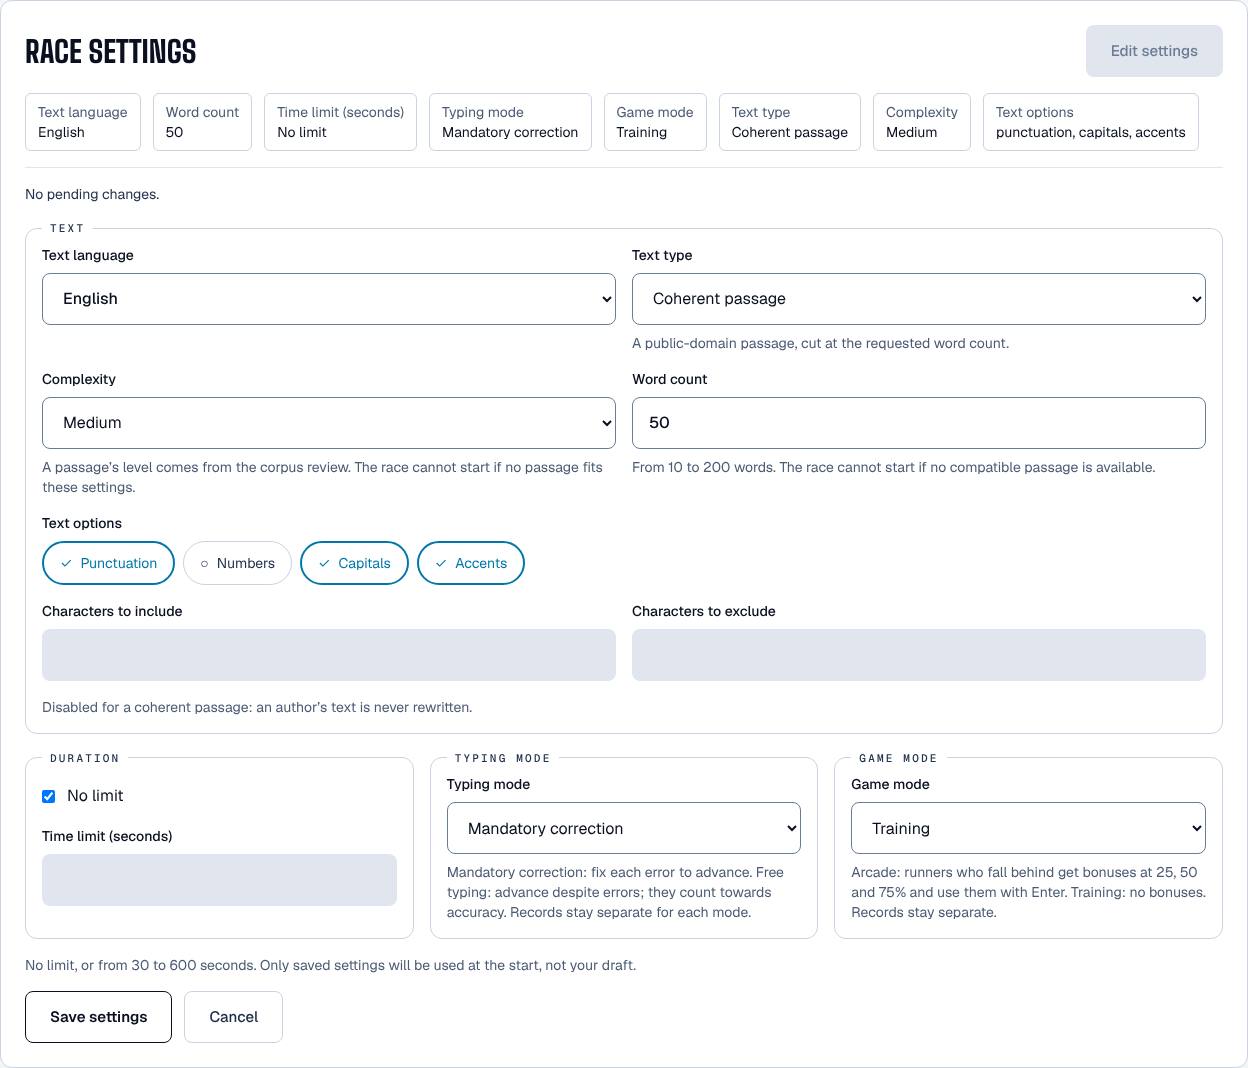 RACE SETTINGS
Edit settings
Text language
English
Word count
50
Time limit (seconds)
No limit
Typing mode
Mandatory correction
Game mode
Training
Text type
Coherent passage
Complexity
Medium
Text options
punctuation, capitals, accents
No pending changes.
TEXT
Text language
English
Text type
Coherent passage
A public-domain passage, cut at the requested word count.
Complexity
Medium
A passage’s level comes from the corpus review. The race cannot start if no passage fits
these settings.
Word count
50
From 10 to 200 words. The race cannot start if no compatible passage is available.
Text options
Punctuation
Numbers
Capitals
Accents
Characters to include
Characters to exclude
Disabled for a coherent passage: an author’s text is never rewritten.
DURATION
No limit
Time limit (seconds)
TYPING MODE
Typing mode
Mandatory correction
Mandatory correction: fix each error to advance. Free
typing: advance despite errors; they count towards
accuracy. Records stay separate for each mode.
GAME MODE
Game mode
Training
Arcade: runners who fall behind get bonuses at 25, 50
and 75% and use them with Enter. Training: no bonuses.
Records stay separate.
No limit, or from 30 to 600 seconds. Only saved settings will be used at the start, not your draft.
Save settings
Cancel